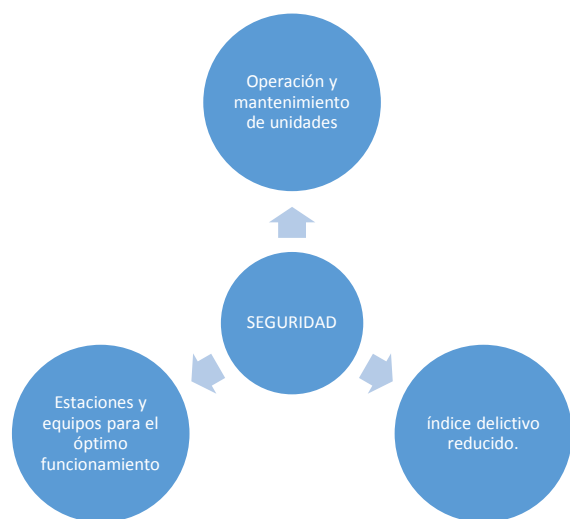 Operación y
mantenimiento
de unidades
SEGURIDAD
Estaciones y
equipos para el
óptimo
funcionamiento
índice delictivo
reducido.